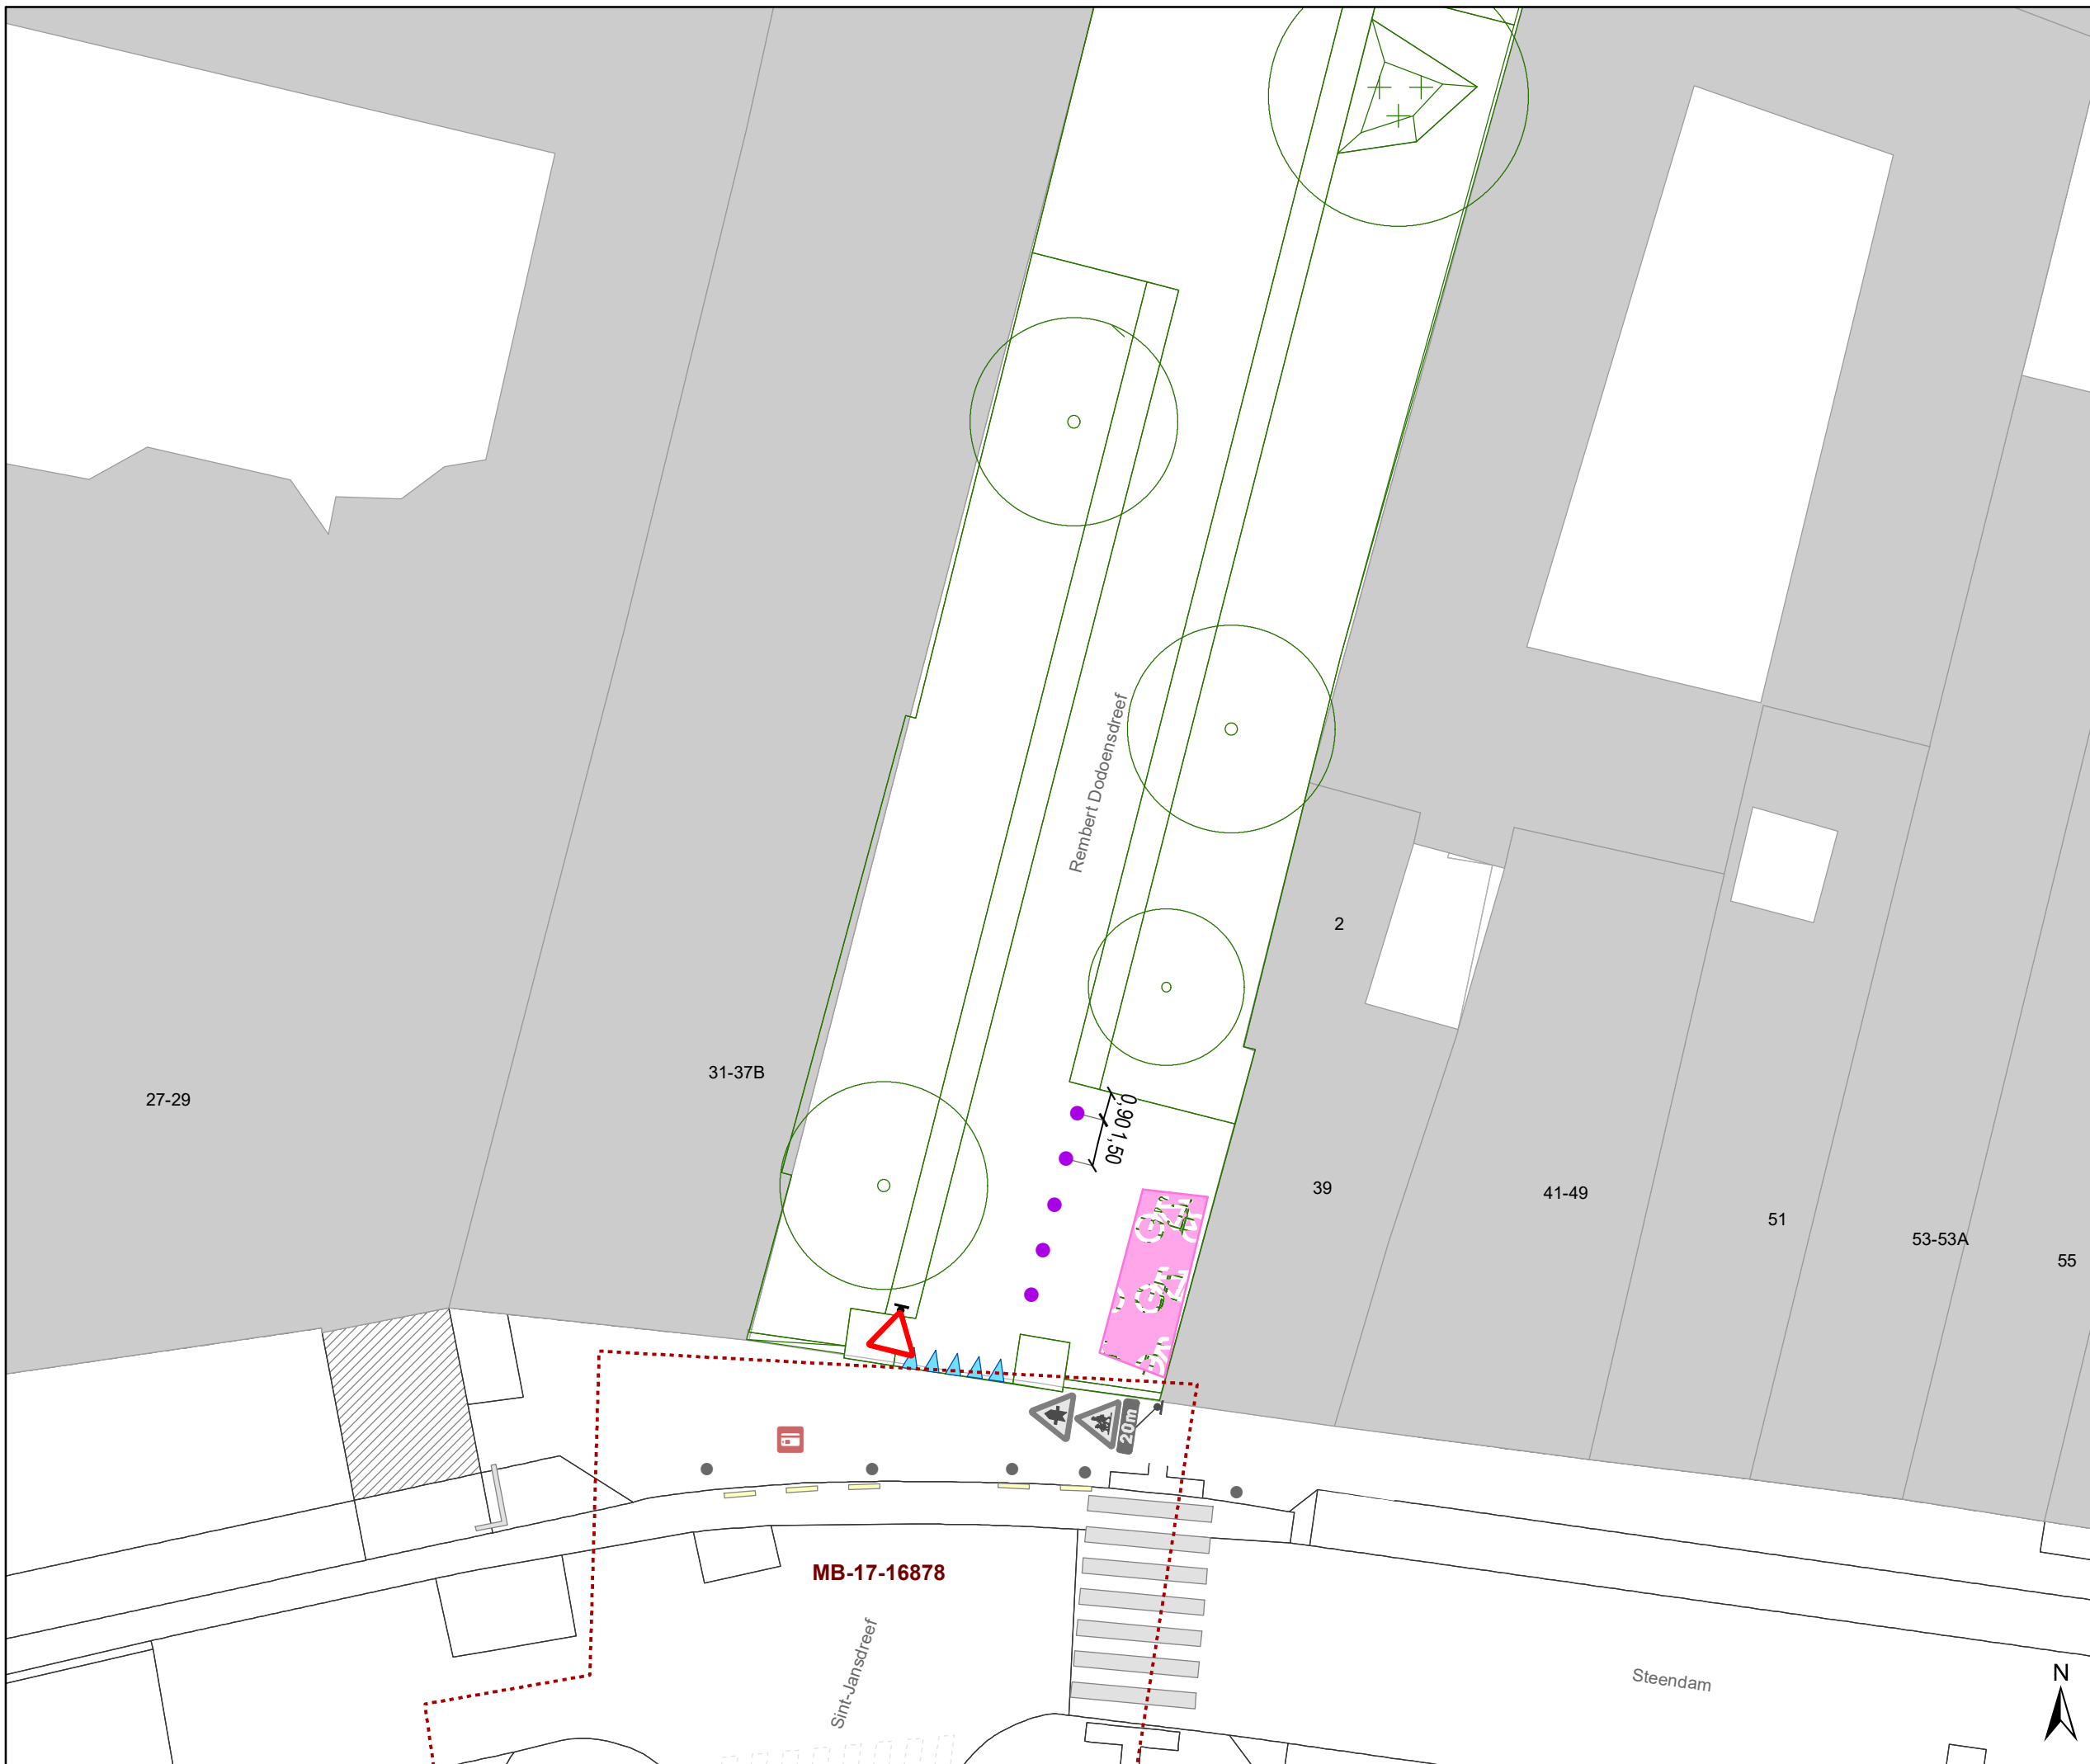 Rembert Dodoensdreef
2
27-29
31-37B
0,90
1,50
39
41-49
51
53-53A
55
20m
MB-17-16878
Sint-Jansdreef
Steendam
N